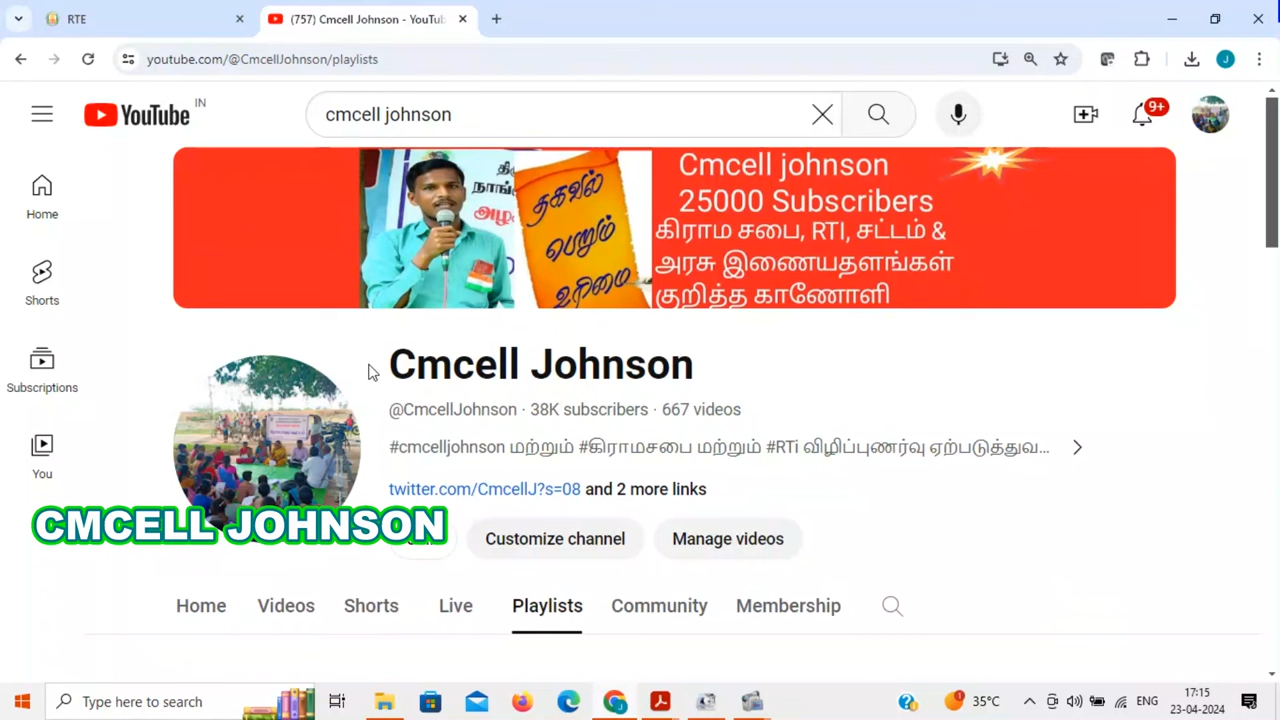 RTE
(757) Cmcell Johnson - YouTub
youtube.com/@CmcellJohnson/playlists
YouTube IN
cmcell johnson
9+
Cmcell johnson
25000 Subscribers
கிராம சபை, RTI, சட்டம் &
அரசு இணையதளங்கள்
குறித்த காணோளி
தகவல்
பெறும்
உரிமை
Home
Shorts
Subscriptions
You
Cmcell Johnson
@CmcellJohnson · 38K subscribers · 667 videos
#cmcelljohnson மற்றும் #கிராமசபை மற்றும் #RTi விழிப்புணர்வு ஏற்படுத்துவ...
twitter.com/CmcellJ?s=08 and 2 more links
CMCELL JOHNSON
Customize channel
Manage videos
Home
Videos
Shorts
Live
Playlists
Community
Membership
Type here to search
35°C
ENG
17:15
23-04-2024